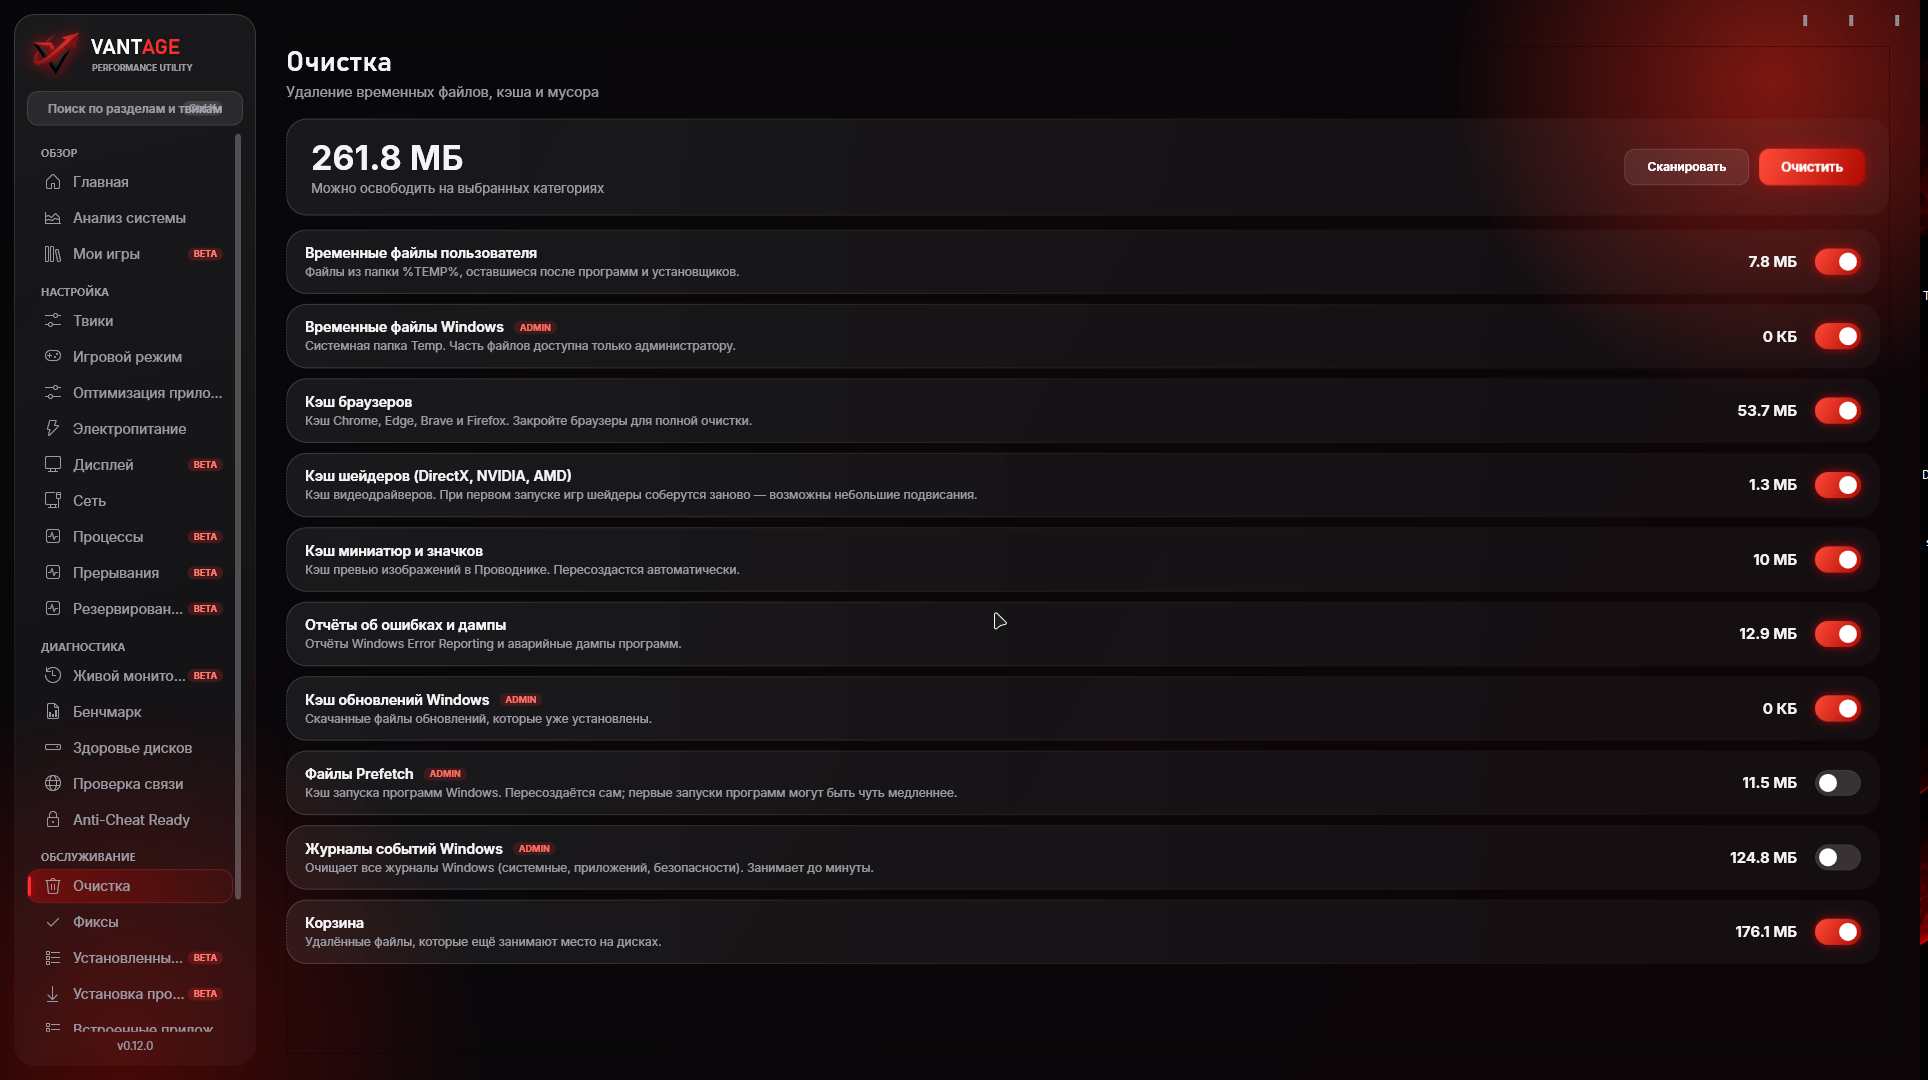 VANTAGE
PERFORMANCE UTILITY
Поиск по разделам и твикам
ОБЗОР
Главная
Анализ системы
Мои игры BETA
НАСТРОЙКА
Твики
Игровой режим
Оптимизация прило...
Электропитание
Дисплей BETA
Сеть
Процессы BETA
Прерывания BETA
Резервирован... BETA
ДИАГНОСТИКА
Живой монито... BETA
Бенчмарк
Здоровье дисков
Проверка связи
Anti-Cheat Ready
ОБСЛУЖИВАНИЕ
Очистка
Фиксы
Установленны... BETA
Установка про... BETA
Встроенные прилож
v0.12.0
Очистка
Удаление временных файлов, кэша и мусора
261.8 МБ
Можно освободить на выбранных категориях
Сканировать
Очистить
Временные файлы пользователя
Файлы из папки %TEMP%, оставшиеся после программ и установщиков.
7.8 МБ
Временные файлы Windows ADMIN
Системная папка Temp. Часть файлов доступна только администратору.
0 КБ
Кэш браузеров
Кэш Chrome, Edge, Brave и Firefox. Закройте браузеры для полной очистки.
53.7 МБ
Кэш шейдеров (DirectX, NVIDIA, AMD)
Кэш видеодрайверов. При первом запуске игр шейдеры соберутся заново — возможны небольшие подвисания.
1.3 МБ
Кэш миниатюр и значков
Кэш превью изображений в Проводнике. Пересоздастся автоматически.
10 МБ
Отчёты об ошибках и дампы
Отчёты Windows Error Reporting и аварийные дампы программ.
12.9 МБ
Кэш обновлений Windows ADMIN
Скачанные файлы обновлений, которые уже установлены.
0 КБ
Файлы Prefetch ADMIN
Кэш запуска программ Windows. Пересоздаётся сам; первые запуски программ могут быть чуть медленнее.
11.5 МБ
Журналы событий Windows ADMIN
Очищает все журналы Windows (системные, приложений, безопасности). Занимает до минуты.
124.8 МБ
Корзина
Удалённые файлы, которые ещё занимают место на дисках.
176.1 МБ